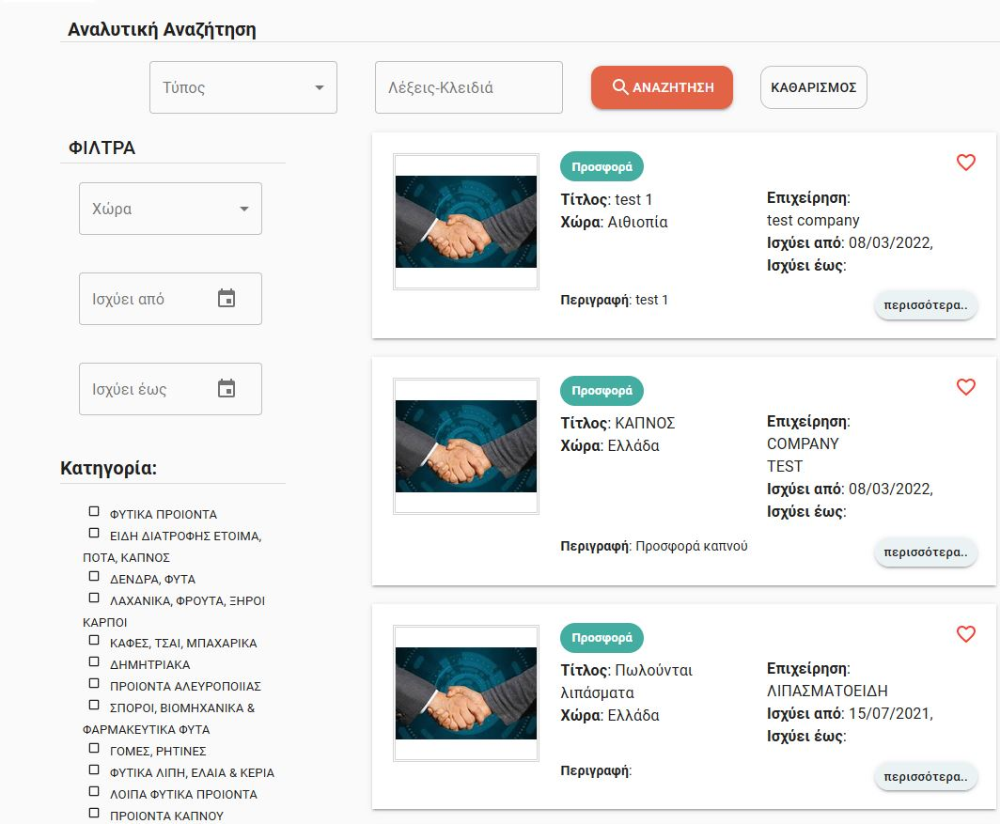 Αναλυτική Αναζήτηση
Τύπος
Λέξεις-Κλειδιά
ΑΝΑΖΗΤΗΣΗ
ΚΑΘΑΡΙΣΜΟΣ
ΦΙΛΤΡΑ
Χώρα
Ισχύει από
Ισχύει έως
Κατηγορία:
ΦΥΤΙΚΑ ΠΡΟΙΟΝΤΑ
ΕΙΔΗ ΔΙΑΤΡΟΦΗΣ ΕΤΟΙΜΑ,
ΠΟΤΑ, ΚΑΠΝΟΣ
ΔΕΝΔΡΑ, ΦΥΤΑ
ΛΑΧΑΝΙΚΑ, ΦΡΟΥΤΑ, ΞΗΡΟΙ
ΚΑΡΠΟΙ
ΚΑΦΕΣ, ΤΣΑΙ, ΜΠΑΧΑΡΙΚΑ
ΔΗΜΗΤΡΙΑΚΑ
ΠΡΟΙΟΝΤΑ ΑΛΕΥΡΟΠΟΙΙΑΣ
ΣΠΟΡΟΙ, ΒΙΟΜΗΧΑΝΙΚΑ &
ΦΑΡΜΑΚΕΥΤΙΚΑ ΦΥΤΑ
ΓΟΜΕΣ, ΡΗΤΙΝΕΣ
ΦΥΤΙΚΑ ΛΙΠΗ, ΕΛΑΙΑ & ΚΕΡΙΑ
ΛΟΙΠΑ ΦΥΤΙΚΑ ΠΡΟΙΟΝΤΑ
ΠΡΟΙΟΝΤΑ ΚΑΠΝΟΥ
Προσφορά
Τίτλος: test 1
Χώρα: Αιθιοπία
Επιχείρηση:
test company
Ισχύει από: 08/03/2022,
Ισχύει έως:
Περιγραφή: test 1
περισσότερα..
Προσφορά
Τίτλος: ΚΑΠΝΟΣ
Χώρα: Ελλάδα
Επιχείρηση:
COMPANY
TEST
Ισχύει από: 08/03/2022,
Ισχύει έως:
Περιγραφή: Προσφορά καπνού
περισσότερα..
Προσφορά
Τίτλος: Πωλούνται
λιπάσματα
Χώρα: Ελλάδα
Επιχείρηση:
ΛΙΠΑΣΜΑΤΟΕΙΔΗ
Ισχύει από: 15/07/2021,
Ισχύει έως:
Περιγραφή:
περισσότερα..